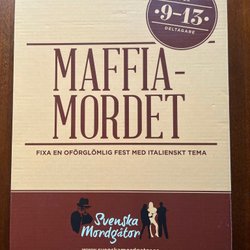 9-13
DELTAGARE
MAFFIA-
MORDET
FIXA EN OFÖRGLÖMLIG FEST MED ITALIENSKT TEMA
Svenska
Mordgåtor